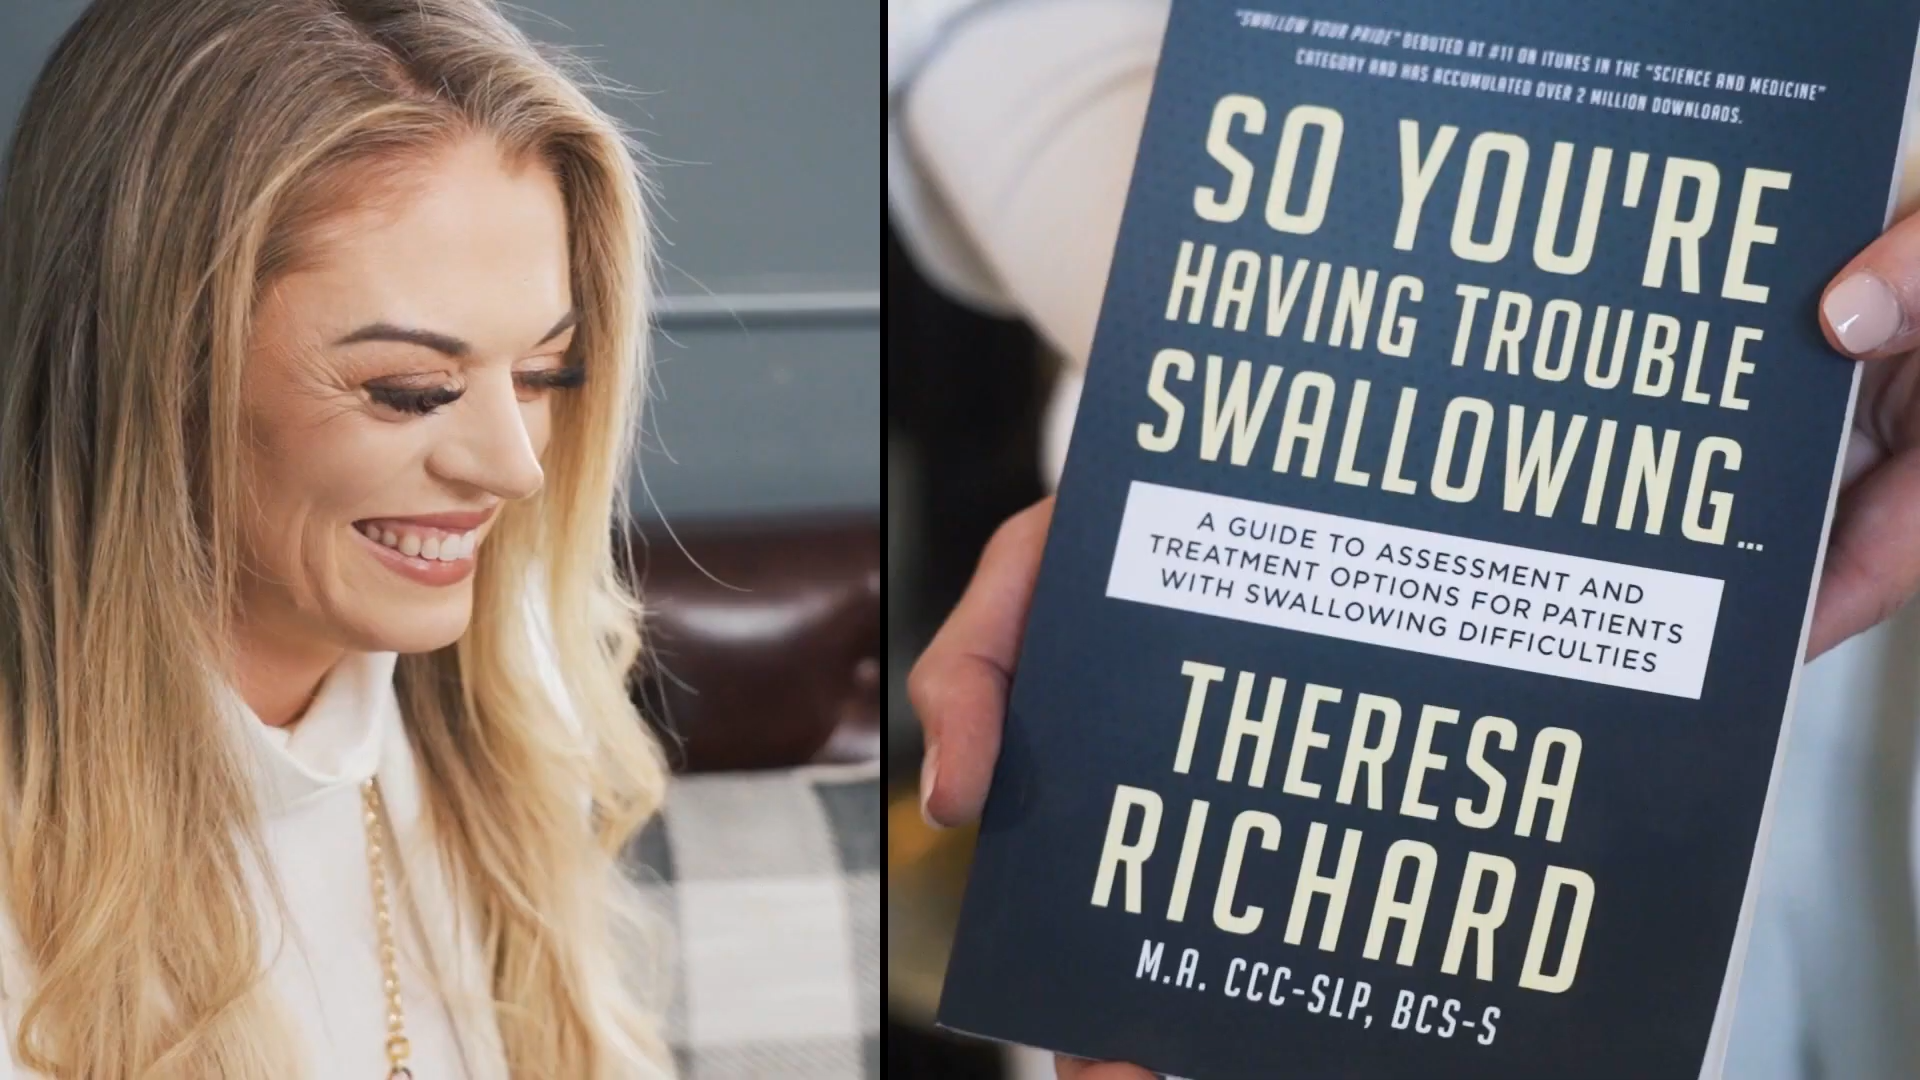 "SWALLOW YOUR PRIDE" DEBUTED AT #11 ON ITUNES IN THE "SCIENCE AND MEDICINE"
CATEGORY AND HAS ACCUMULATED OVER 2 MILLION DOWNLOADS.
SO YOU'RE
HAVING TROUBLE
SWALLOWING...
A GUIDE TO ASSESSMENT AND
TREATMENT OPTIONS FOR PATIENTS
WITH SWALLOWING DIFFICULTIES
THERESA
RICHARD
M.A. CCC-SLP, BCS-S